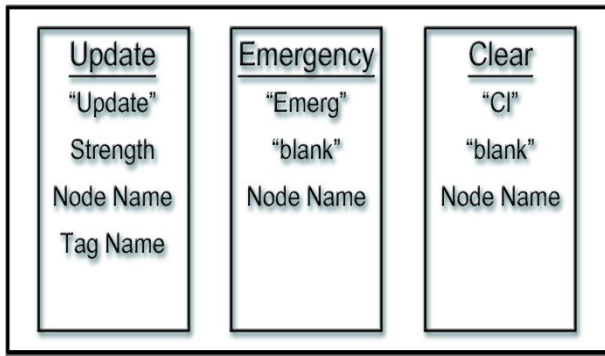 Update
“Update”
Strength
Node Name
Tag Name
Emergency
“Emerg”
“blank”
Node Name
Clear
“Cl”
“blank”
Node Name